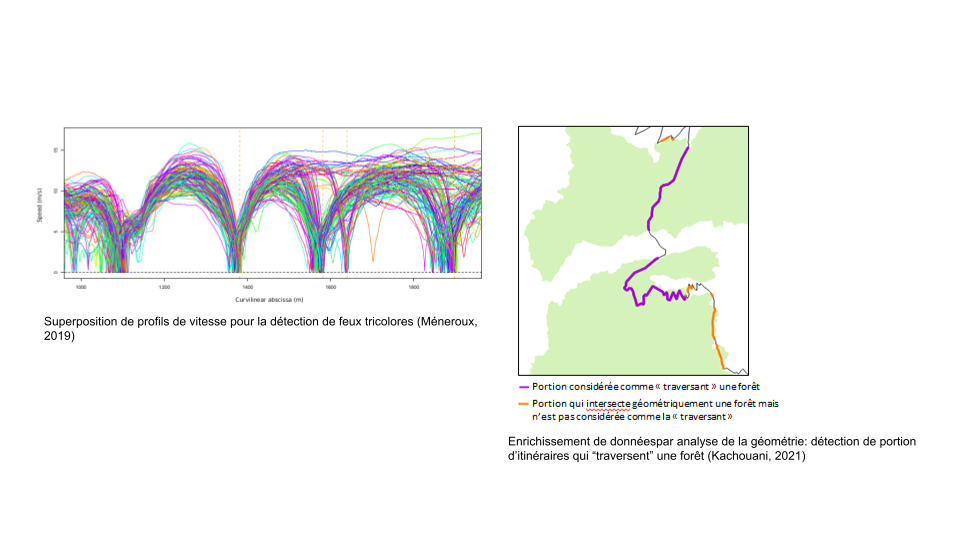 15
10
5
0
Speed (m/s)
1000
1200
1400
1600
1800
Curvilinear abscissa (m)
Superposition de profils de vitesse pour la détection de feux tricolores (Méneroux,
2019)
Portion considérée comme « traversant » une forêt
Portion qui intersecte géométriquement une forêt mais
n’est pas considérée comme la « traversant »
Enrichissement de donnéespar analyse de la géométrie: détection de portion
d’itinéraires qui “traversent” une forêt (Kachouani, 2021)